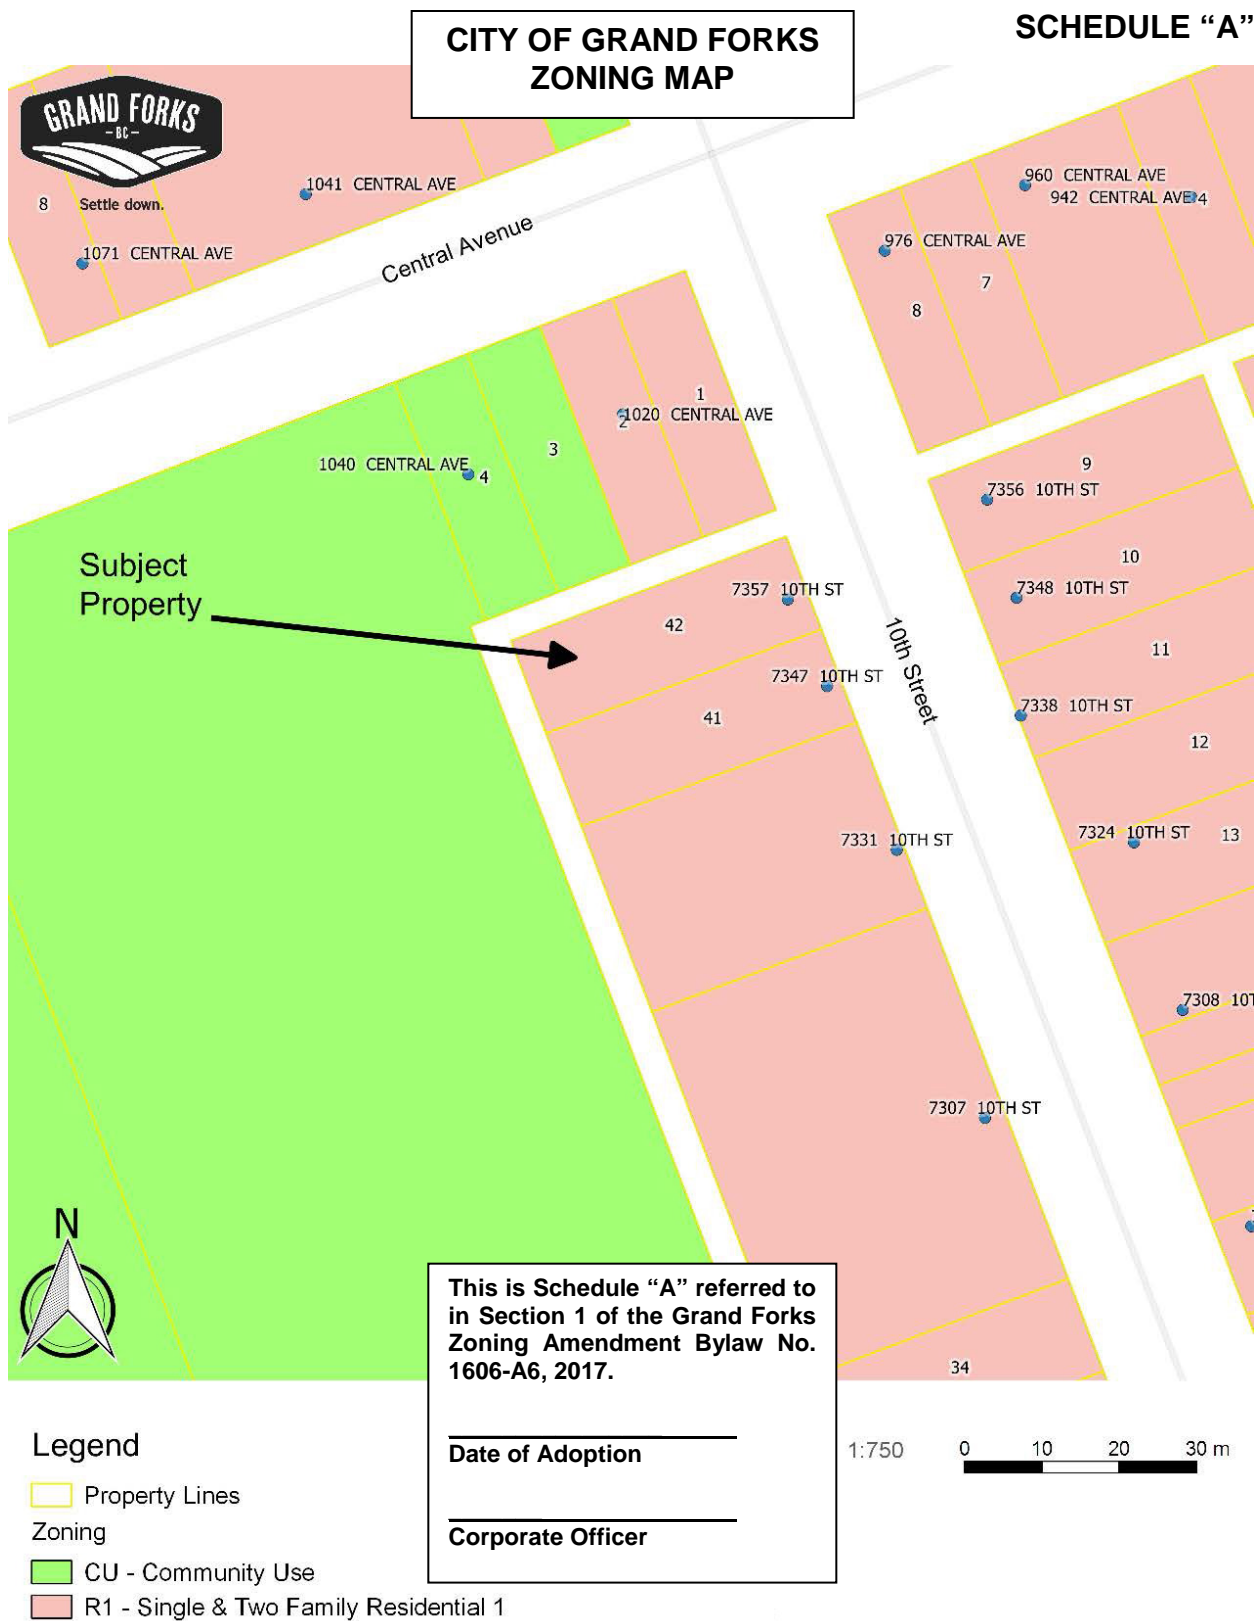 CITY OF GRAND FORKS
ZONING MAP
SCHEDULE “A”
GRAND FORKS
- BC -
Settle down.
8
1041 CENTRAL AVE
1071 CENTRAL AVE
Central Avenue
960 CENTRAL AVE
942 CENTRAL AVE
4
976 CENTRAL AVE
7
8
1
2
1020 CENTRAL AVE
3
1040 CENTRAL AVE
4
9
7356 10TH ST
10
7348 10TH ST
11
7338 10TH ST
12
7324 10TH ST
13
7308 10T
Subject
Property
7357 10TH ST
42
7347 10TH ST
41
10th Street
7331 10TH ST
7307 10TH ST
34
N
This is Schedule “A” referred to
in Section 1 of the Grand Forks
Zoning Amendment Bylaw No.
1606-A6, 2017.
Date of Adoption
Corporate Officer
1:750
0 10 20 30 m
Legend
Property Lines
Zoning
CU - Community Use
R1 - Single & Two Family Residential 1